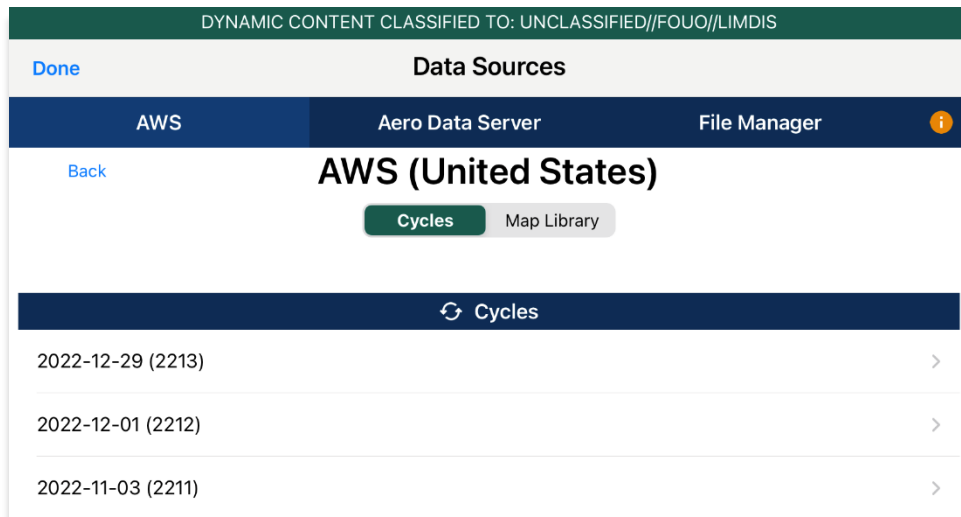 DYNAMIC CONTENT CLASSIFIED TO: UNCLASSIFIED//FOUO//LIMDIS
Done Data Sources
AWS Aero Data Server File Manager i
Back AWS (United States)
Cycles Map Library
Cycles
2022-12-29 (2213)
2022-12-01 (2212)
2022-11-03 (2211)